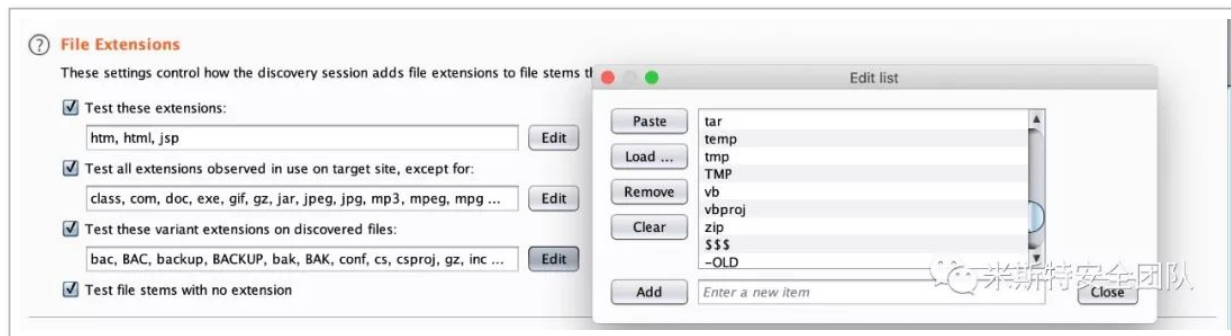 ? File Extensions
These settings control how the discovery session adds file extensions to file stems
Test these extensions:
htm, html, jsp
Edit
Test all extensions observed in use on target site, except for:
class, com, doc, exe, gif, gz, jar, jpeg, jpg, mp3, mpeg, mpg ...
Edit
Test these variant extensions on discovered files:
bac, BAC, backup, BACKUP, bak, BAK, conf, cs, csproj, gz, inc ...
Edit
Test file stems with no extension
Edit list
Paste
Load ...
Remove
Clear
tar
temp
tmp
TMP
vb
vbproj
zip
$$$
-OLD
Add
Enter a new item
Close
米斯特安全团队